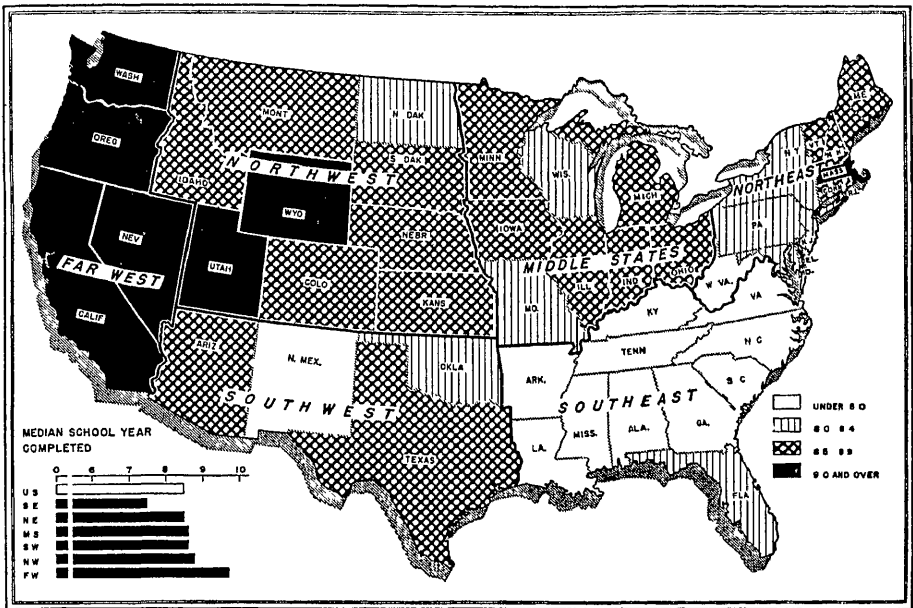 WASH
OREG
CALIF
NEV
FAR WEST
IDAHO
MONT
NORTHWEST
WYO
UTAH
COLO
N. DAK
S. DAK
NEBR
KANS
ARIZ
N. MEX.
SOUTHWEST
OKLA
TEXAS
MINN
IOWA
MO.
WIS.
MICH
ILL
IND
OHIO
MIDDLE STATES
ARK.
LA.
MISS.
ALA.
GA.
FLA
TENN
KY
W VA.
VA
N C
S C
SOUTHEAST
PA
N Y
NORTHEAST
ME
VT
N H
MASS
CONN
UNDER 8 0
8 0 8 4
8 5 8 9
9 0 AND OVER
MEDIAN SCHOOL YEAR
COMPLETED
0 6 7 8 9 10
U S
S E
N E
M S
S W
N W
F W